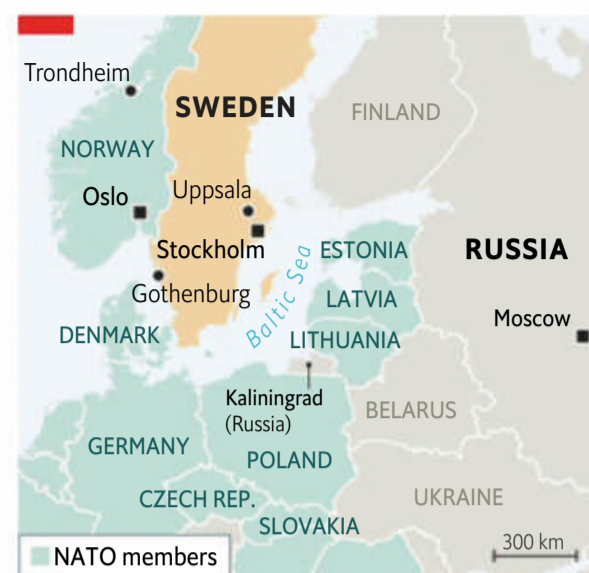 Trondheim
SWEDEN
FINLAND
NORWAY
Oslo
Uppsala
Stockholm
ESTONIA
RUSSIA
Baltic Sea
Gothenburg
LATVIA
Moscow
DENMARK
LITHUANIA
Kaliningrad
(Russia)
BELARUS
GERMANY
POLAND
CZECH REP.
UKRAINE
SLOVAKIA
300 km
NATO members